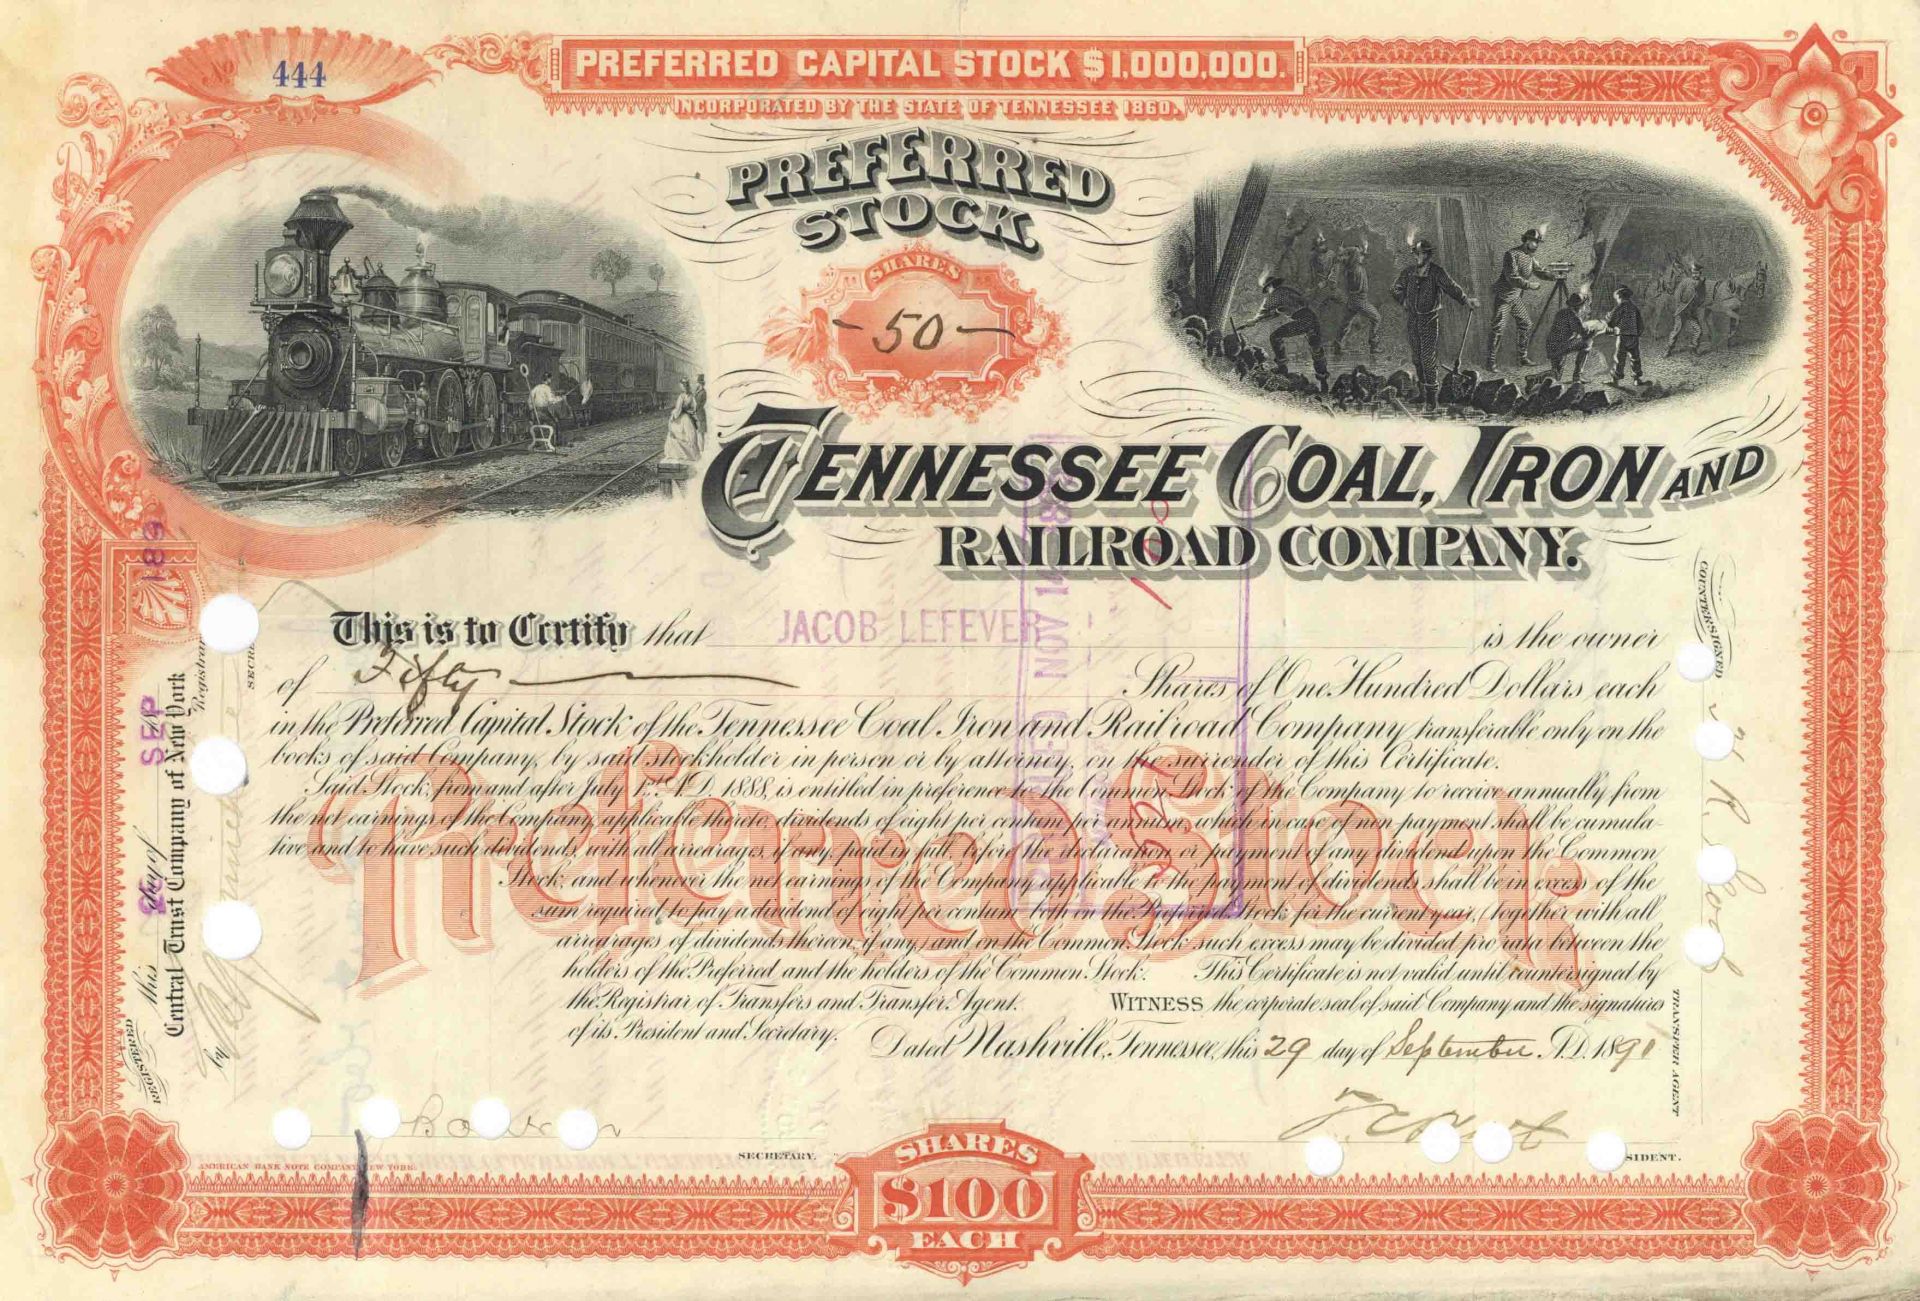 No 444
PREFERRED CAPITAL STOCK $1,000,000.
INCORPORATED BY THE STATE OF TENNESSEE 1860.
PREFERRED
STOCK
SHARES
- 50 -
TENNESSEE COAL, IRON AND
RAILROAD COMPANY.
This is to Certify that JACOB LEFEVER is the owner
of Fifty Shares of One Hundred Dollars each
in the Preferred Capital Stock of the Tennessee Coal, Iron and Railroad Company transferable only on the
books of said Company, by said stockholder in person or by attorney, on the surrender of this Certificate.
Said Stock, from and after July 1st A.D. 1888, is entitled in preference to the Common Stock of the Company to receive annually from
the net earnings of the Company, applicable thereto, dividends of eight per centum per annum, which in case of non-payment shall be cumula-
tive and to have such dividends, with all arrearages, if any, paid in full, before the declaration or payment of any dividend upon the Common
Stock, and whenever the net earnings of the Company applicable to the payment of dividends shall be in excess of the
sum required to pay a dividend of eight per centum both on the Preferred Stock for the current year, (together with all
arrearages of dividends thereon, if any,) and on the Common Stock such excess may be divided pro rata between the
holders of the Preferred, and the holders of the Common Stock. This Certificate is not valid until countersigned by
the Registrar of Transfers and Transfer Agent. WITNESS the corporate seal of said Company and the signatures
of its President and Secretary.
Dated Nashville, Tennessee, this 29 day of September A.D. 1891
Preferred Stock
SECRETARY.
SIDENT.
AMERICAN BANK NOTE COMPANY NEW YORK.
SHARES
$100
EACH
REGISTERED this day of SEP 189
Central Trust Company of New York
Registrar
by
SECRE
COUNTERSIGNED
TRANSFER AGENT
NOV 1